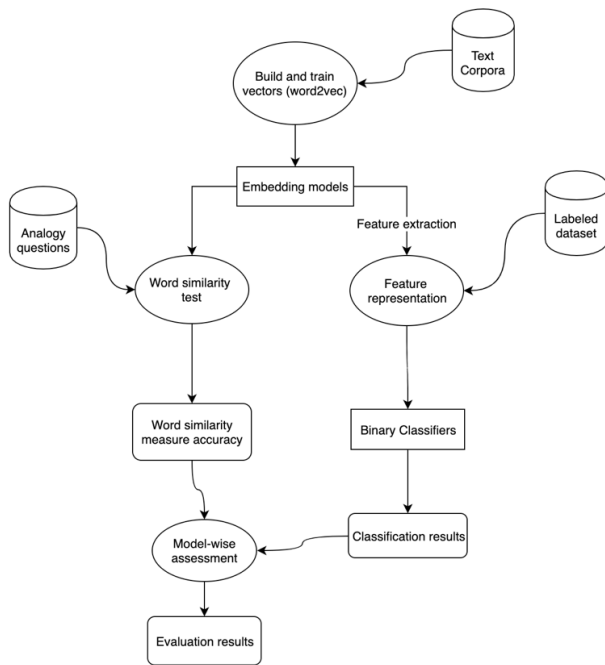 Text
Corpora
Build and train
vectors (word2vec)
Embedding models
Analogy
questions
Feature extraction
Labeled
dataset
Word similarity
test
Feature
representation
Word similarity
measure accuracy
Binary Classifiers
Model-wise
assessment
Classification results
Evaluation results